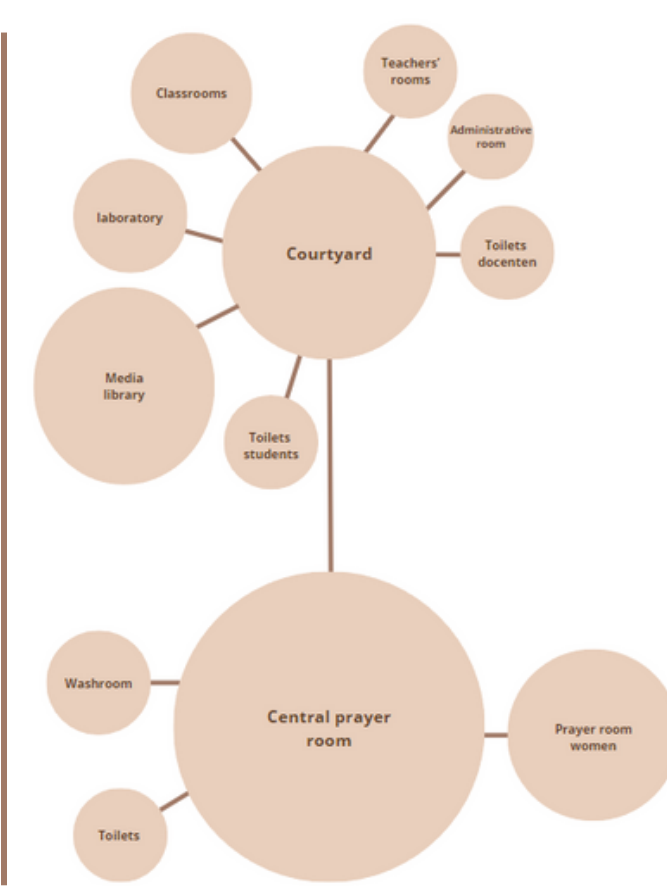 Teachers’
rooms
Classrooms
Administrative
room
laboratory
Courtyard
Toilets
docenten
Media
library
Toilets
students
Washroom
Central prayer
room
Prayer room
women
Toilets